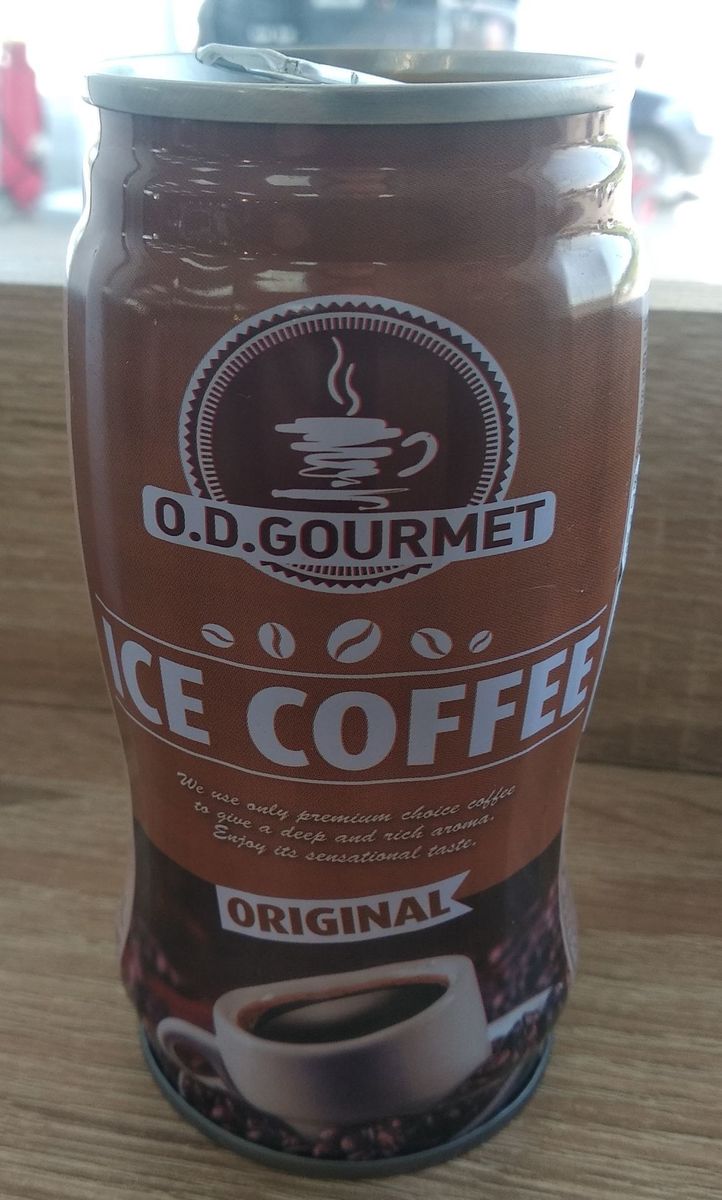 O.D.GOURMET
ICE COFFEE
We use only premium choice coffee
to give a deep and rich aroma.
Enjoy its sensational taste.
ORIGINAL